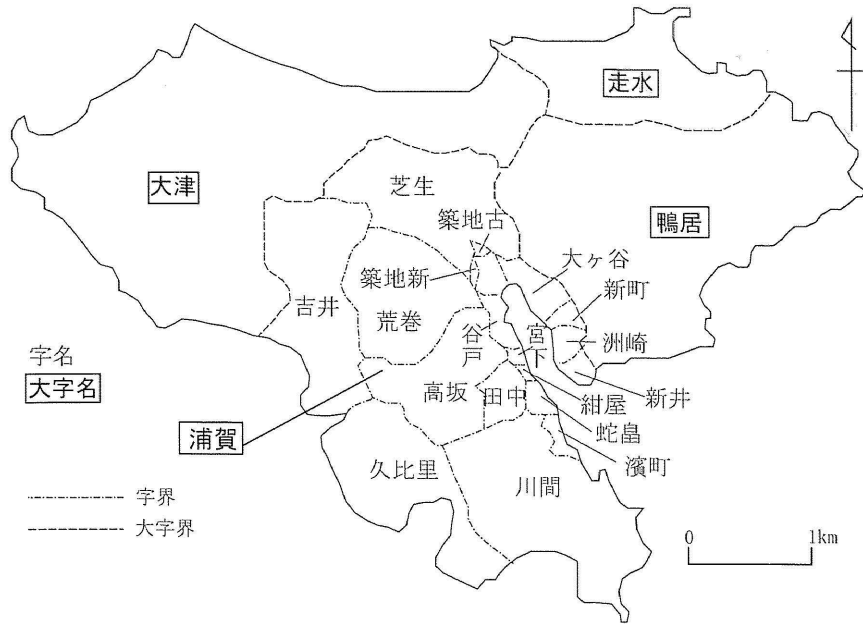 走水
大津
芝生
築地古
鴨居
大ヶ谷
築地新
新町
吉井
荒巻
谷戸
宮下
洲崎
字名
大字名
高坂
田中
紺屋
新井
蛇畠
浦賀
濱町
久比里
川間
字界
大字界
0 1km